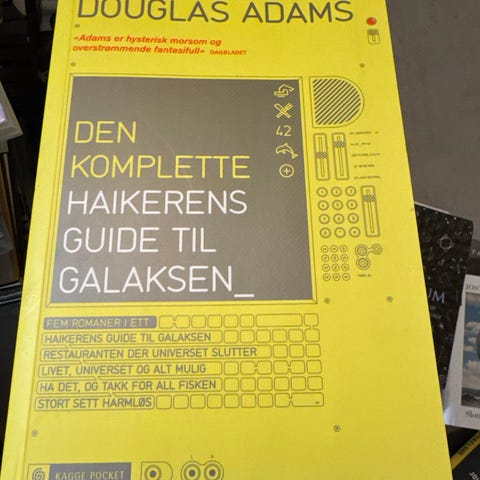 DOUGLAS ADAMS
«Adams er hysterisk morsom og
overstrømmende fantasifull» DAGBLADET
42
DEN
KOMPLETTE
HAIKERENS
GUIDE TIL
GALAKSEN_
FEM ROMANER I ETT
HAIKERENS GUIDE TIL GALAKSEN
RESTAURANTEN DER UNIVERSET SLUTTER
LIVET, UNIVERSET OG ALT MULIG
HA DET, OG TAKK FOR ALL FISKEN
STORT SETT HARMLØS
L R
KAGGE POCKET